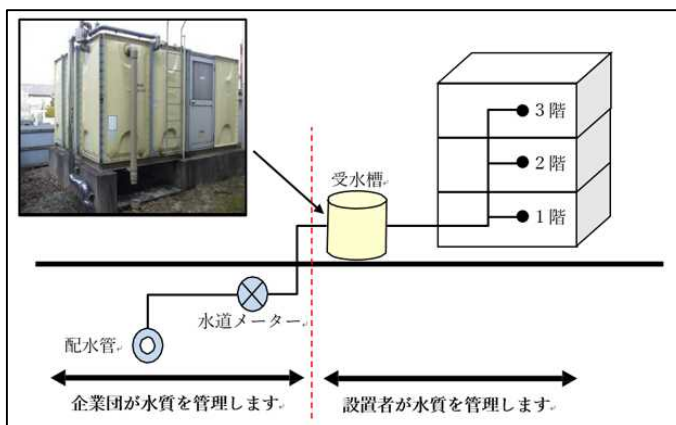 受水槽
3階
2階
1階
水道メーター
配水管
企業団が水質を管理します。
設置者が水質を管理します。